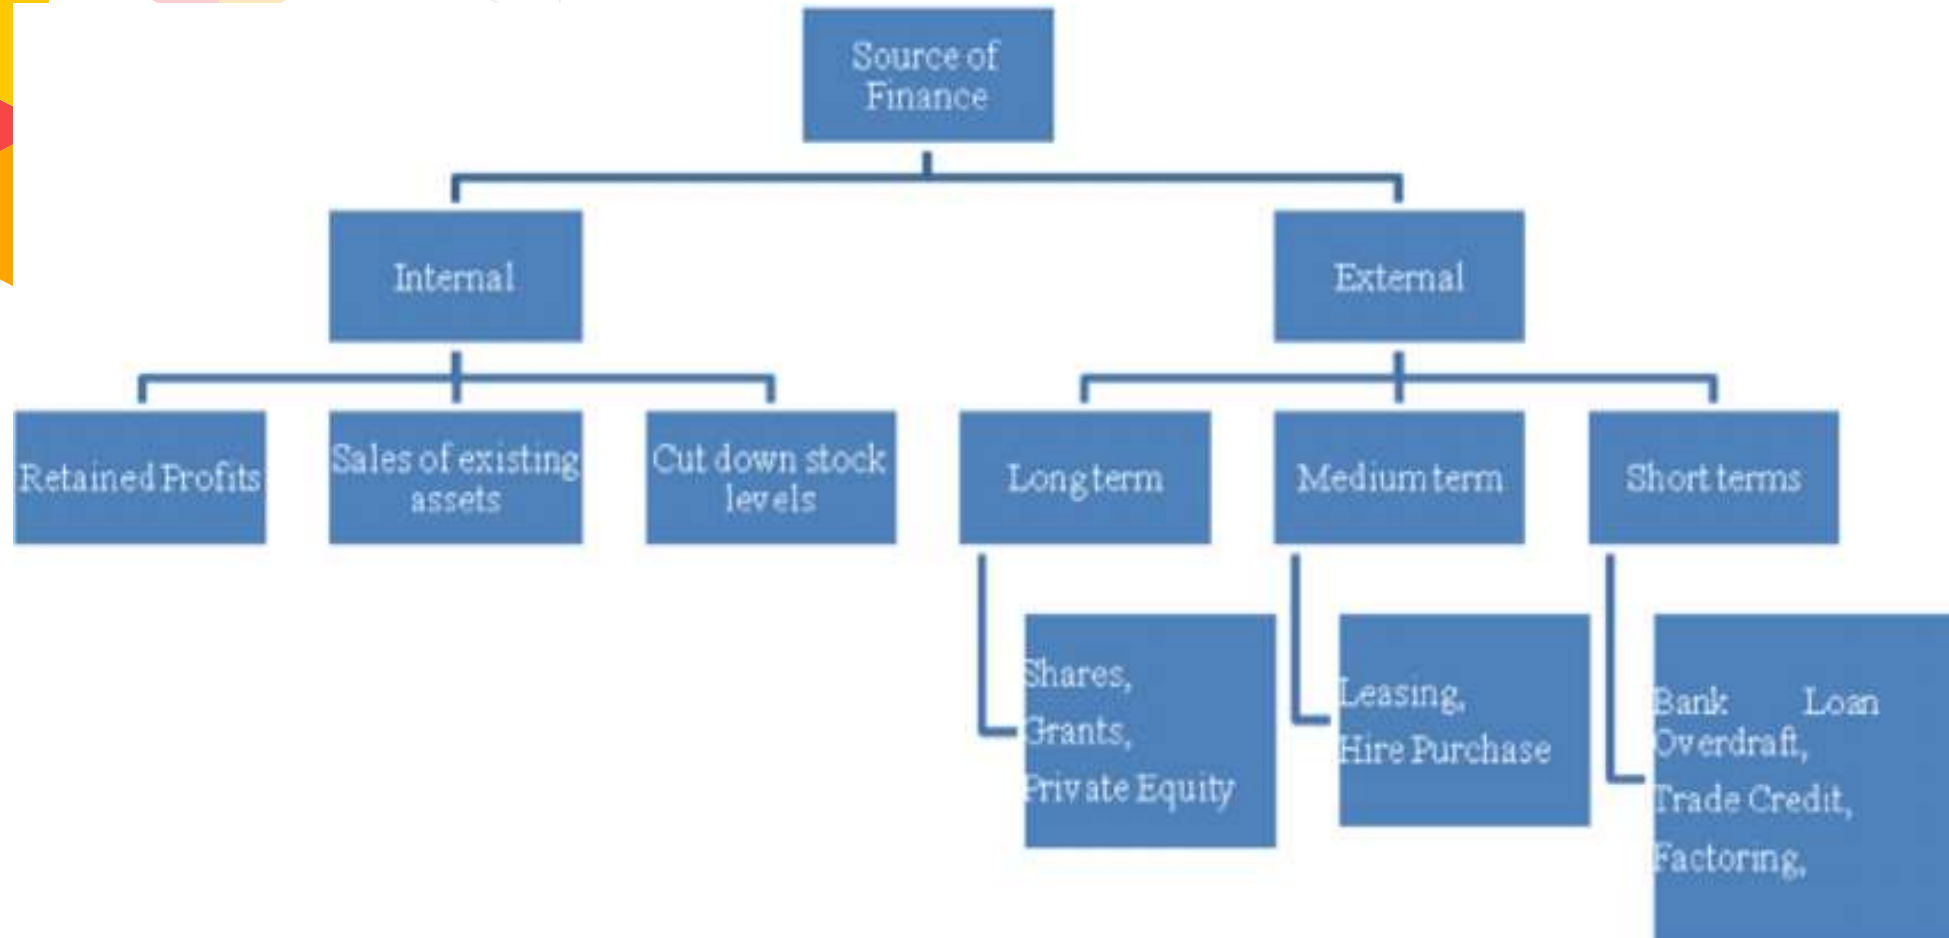 Source of
Finance
Internal
External
Retained Profits
Sales of existing
assets
Cut down stock
levels
Long term
Medium term
Short terms
Shares,
Grants,
Private Equity
Leasing,
Hire Purchase
Bank Loan
Overdraft,
Trade Credit,
Factoring,